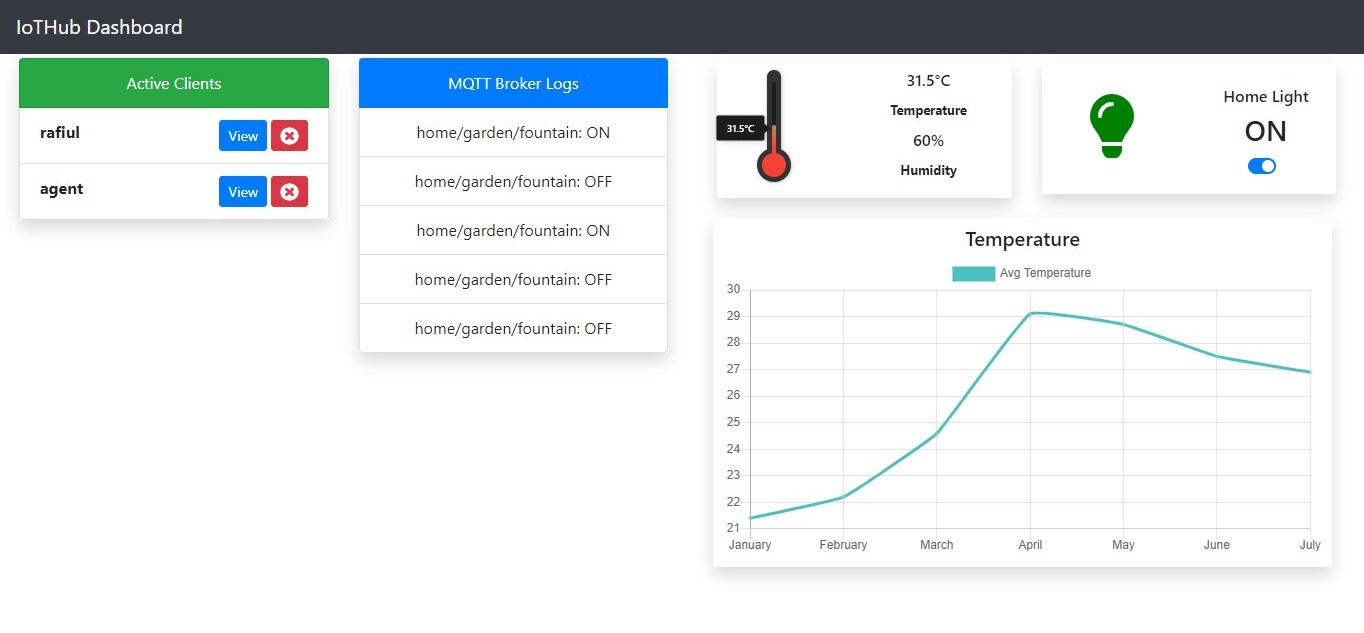 IoTHub Dashboard
Active Clients
rafiul View
agent View
MQTT Broker Logs
home/garden/fountain: ON
home/garden/fountain: OFF
home/garden/fountain: ON
home/garden/fountain: OFF
home/garden/fountain: OFF
31.5°C
31.5°C
Temperature
60%
Humidity
Home Light
ON
Temperature
Avg Temperature
30
29
28
27
26
25
24
23
22
21
January February March April May June July